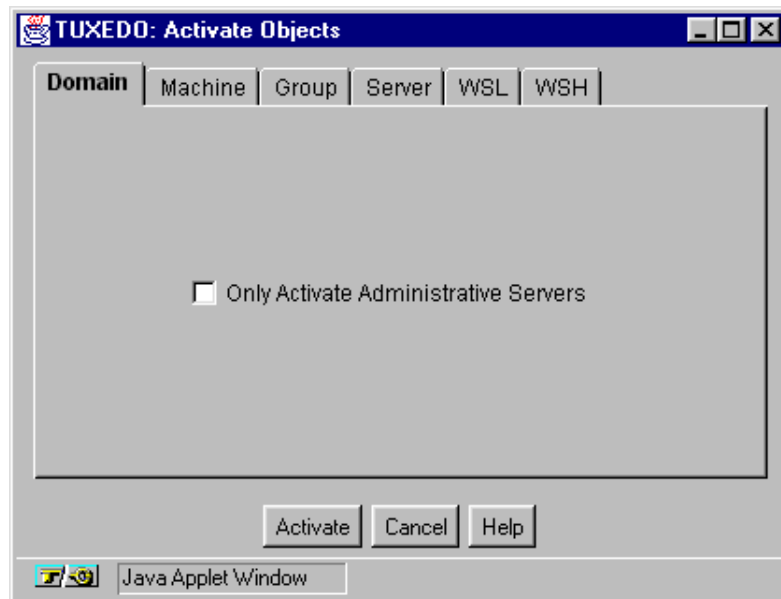 TUXEDO: Activate Objects
Domain Machine Group Server WSL WSH
Only Activate Administrative Servers
Activate Cancel Help
Java Applet Window